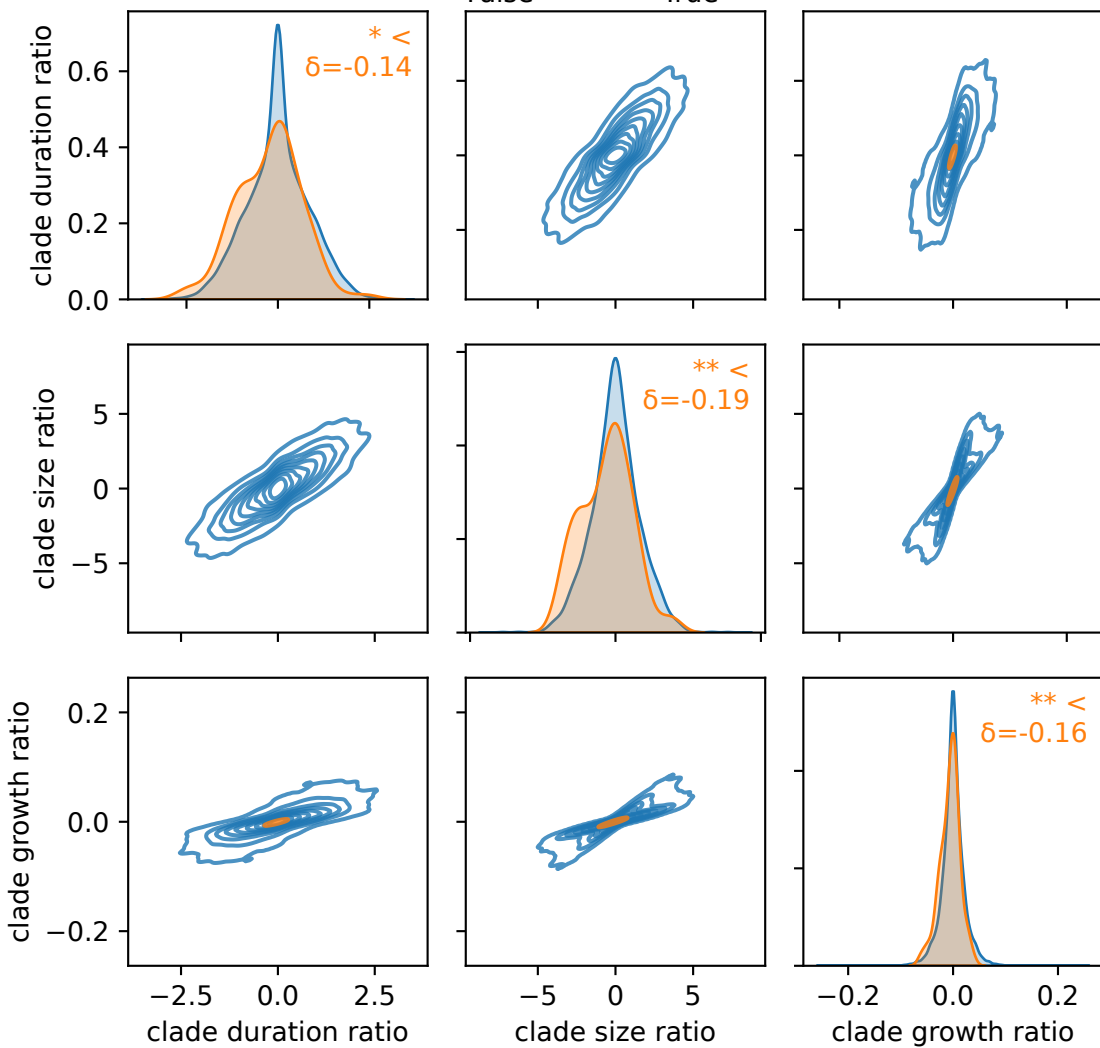 clade duration ratio
0.6
0.4
0.2
0.0
* <
δ=-0.14
clade size ratio
5
0
−5
** <
δ=-0.19
clade growth ratio
0.2
0.0
−0.2
** <
δ=-0.16
−2.5 0.0 2.5
−5 0 5
−0.2 0.0 0.2
clade duration ratio
clade size ratio
clade growth ratio